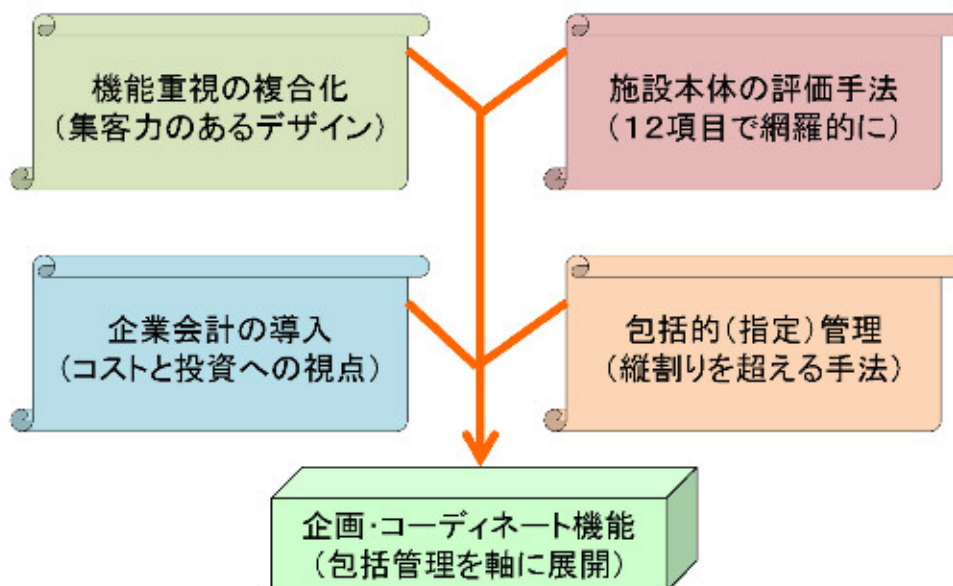 機能重視の複合化
(集客力のあるデザイン)
施設本体の評価手法
(12項目で網羅的に)
企業会計の導入
(コストと投資への視点)
包括的(指定)管理
(縦割りを超える手法)
企画・コーディネート機能
(包括管理を軸に展開)